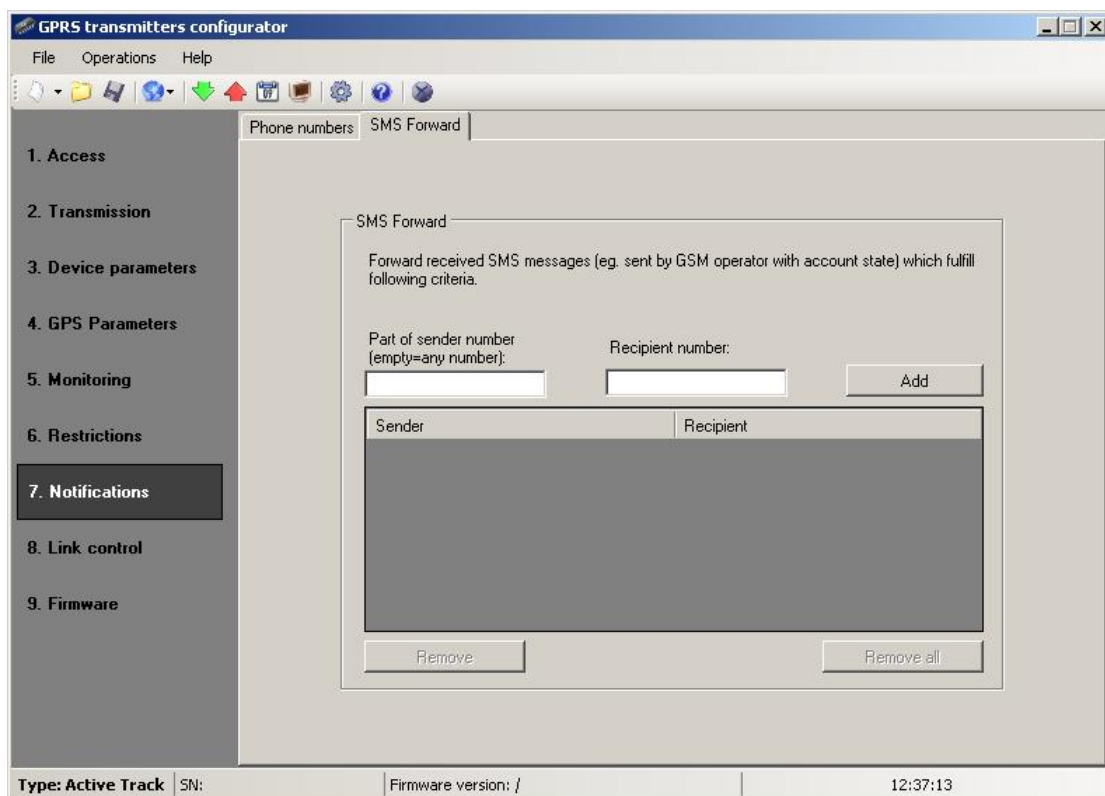 GPRS transmitters configurator
File Operations Help
Phone numbers SMS Forward
1. Access
2. Transmission
3. Device parameters
4. GPS Parameters
5. Monitoring
6. Restrictions
7. Notifications
8. Link control
9. Firmware
SMS Forward
Forward received SMS messages (eg. sent by GSM operator with account state) which fulfill
following criteria.
Part of sender number
(empty=any number):
Recipient number:
Add
Sender Recipient
Remove Remove all
Type: Active Track SN: Firmware version: / 12:37:13